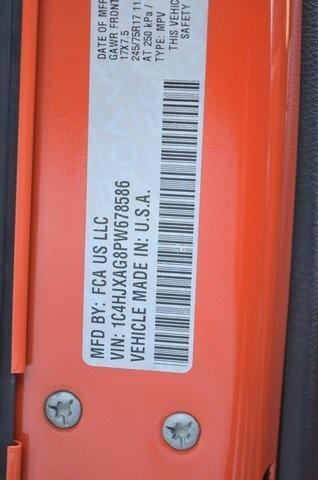 DATE OF MFR
GAWR FRONT
17X7.5
245/75R17 11
AT 250 kPa /
TYPE: MPV
THIS VEHIC
SAFETY
MFD BY: FCA US LLC
VIN: 1C4HJXAG8PW678586
VEHICLE MADE IN: U.S.A.